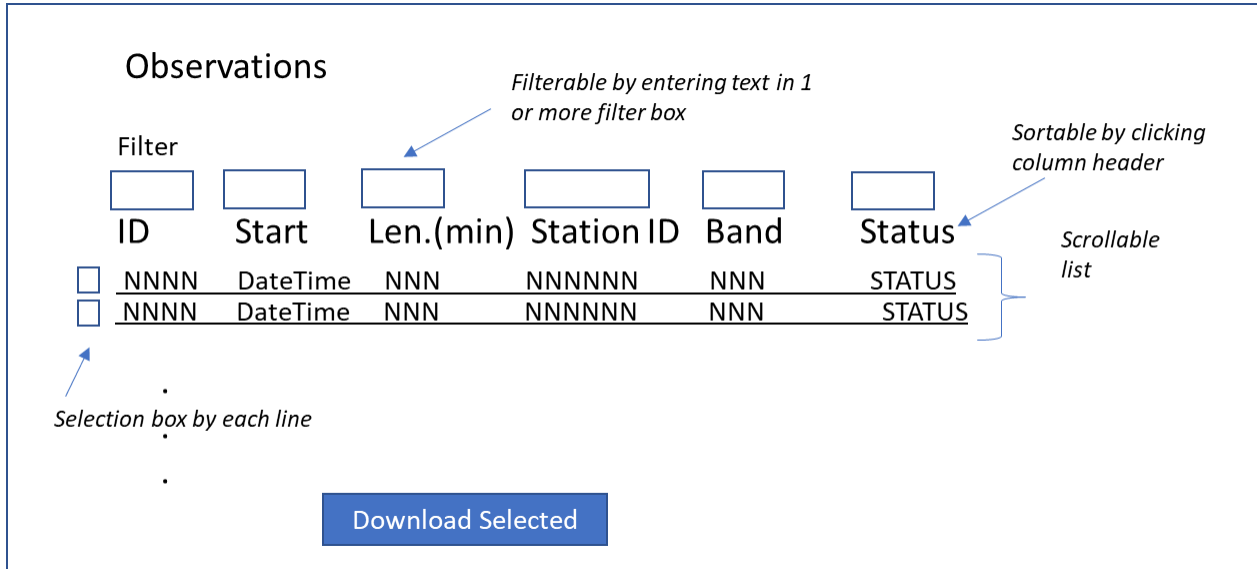 Observations
Filterable by entering text in 1
or more filter box
Sortable by clicking
column header
Filter
ID Start Len.(min) Station ID Band Status
Scrollable
list
NNNN DateTime NNN NNNNNN NNN STATUS
NNNN DateTime NNN NNNNNN NNN STATUS
.
Selection box by each line
.
.
Download Selected